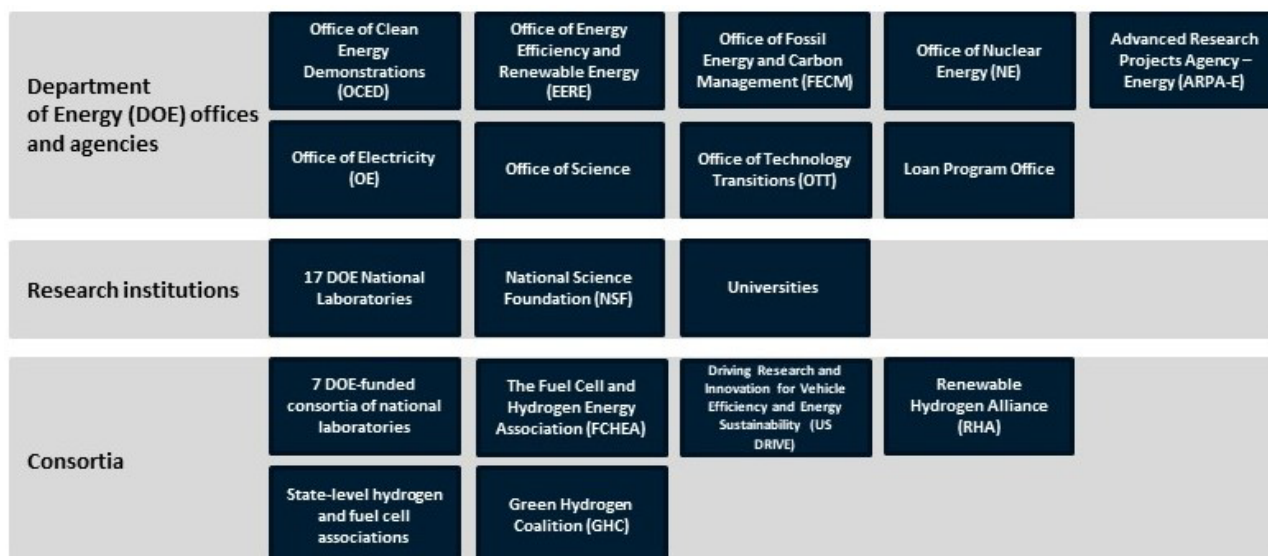 Department
of Energy (DOE) offices
and agencies
Office of Clean
Energy
Demonstrations
(OCED)
Office of Energy
Efficiency and
Renewable Energy
(EERE)
Office of Fossil
Energy and Carbon
Management (FECM)
Office of Nuclear
Energy (NE)
Advanced Research
Projects Agency –
Energy (ARPA-E)
Office of Electricity
(OE)
Office of Science
Office of Technology
Transitions (OTT)
Loan Program Office
Research institutions
17 DOE National
Laboratories
National Science
Foundation (NSF)
Universities
Consortia
7 DOE-funded
consortia of national
laboratories
The Fuel Cell and
Hydrogen Energy
Association (FCHEA)
Driving Research and
Innovation for Vehicle
Efficiency and Energy
Sustainability (US
DRIVE)
Renewable
Hydrogen Alliance
(RHA)
State-level hydrogen
and fuel cell
associations
Green Hydrogen
Coalition (GHC)